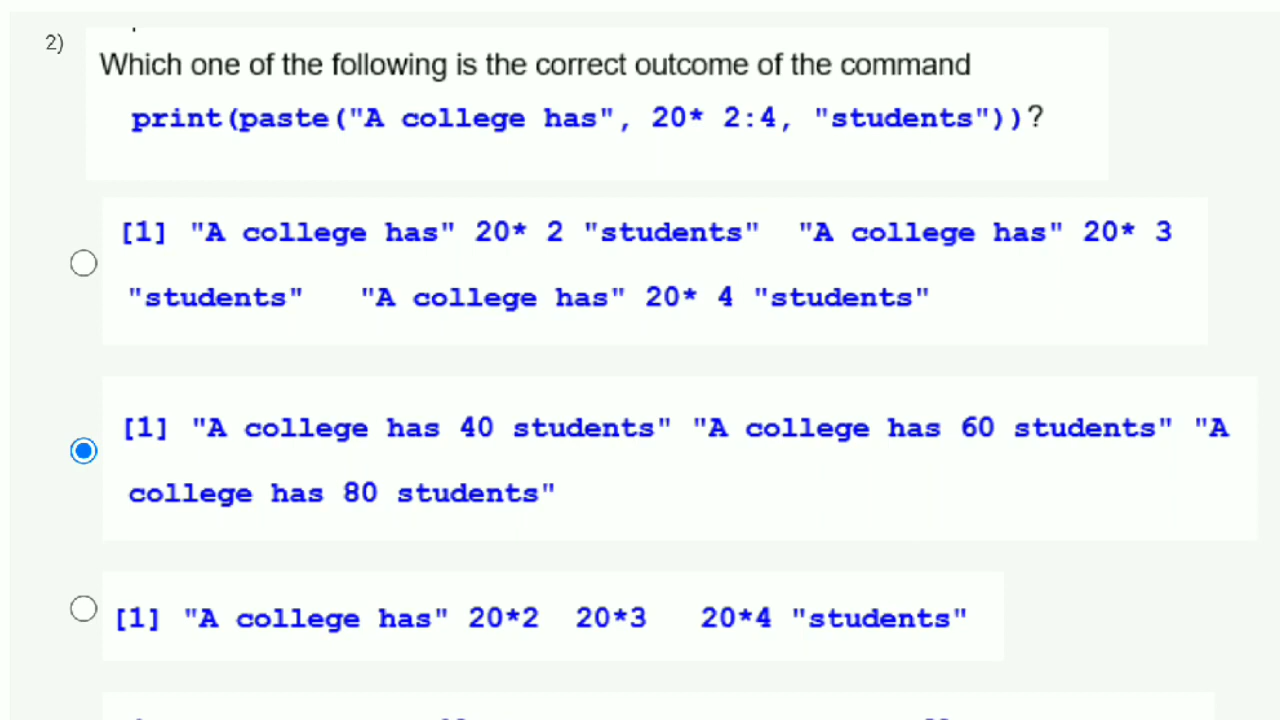 2)
Which one of the following is the correct outcome of the command
print(paste("A college has", 20* 2:4, "students"))?
[1] "A college has" 20* 2 "students" "A college has" 20* 3
"students" "A college has" 20* 4 "students"
[1] "A college has 40 students" "A college has 60 students" "A
college has 80 students"
[1] "A college has" 20*2 20*3 20*4 "students"